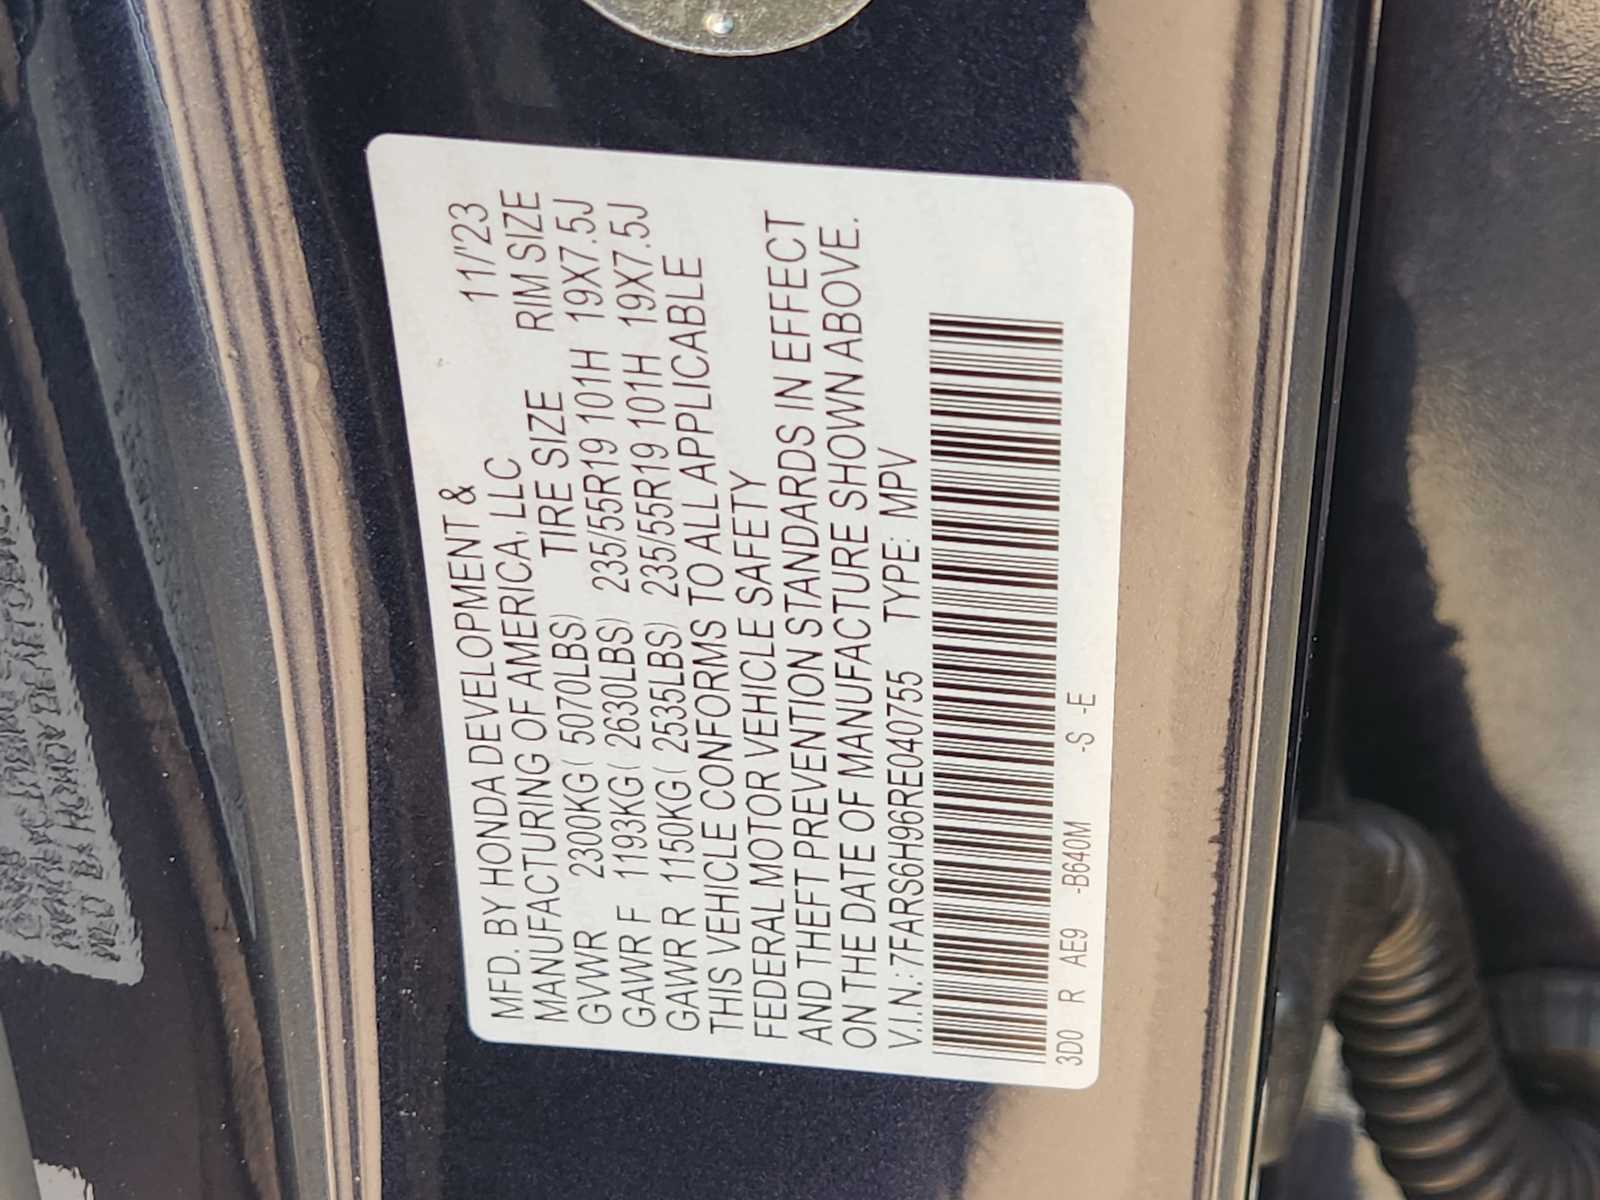 MFD. BY HONDA DEVELOPMENT &
MANUFACTURING OF AMERICA, LLC 11/'23
GVWR 2300KG( 5070LBS) TIRE SIZE RIM SIZE
GAWR F 1193KG( 2630LBS) 235/55R19 101H 19X7.5J
GAWR R 1150KG( 2535LBS) 235/55R19 101H 19X7.5J
THIS VEHICLE CONFORMS TO ALL APPLICABLE
FEDERAL MOTOR VEHICLE SAFETY
AND THEFT PREVENTION STANDARDS IN EFFECT
ON THE DATE OF MANUFACTURE SHOWN ABOVE.
V.I.N.: 7FARS6H96RE040755 TYPE: MPV
3D0 R AE9 -B640M -S -E